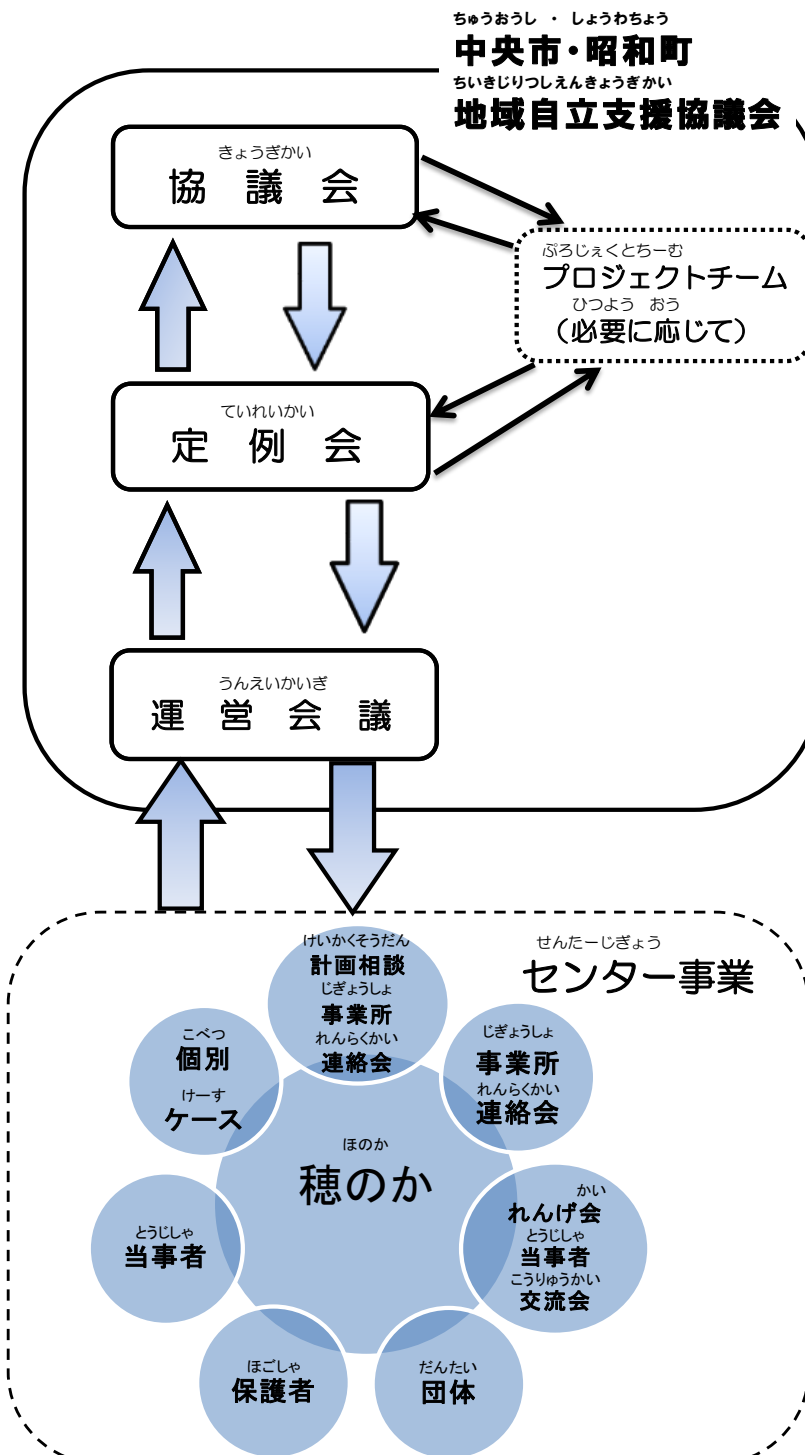 ちゅうおうし ・ しょうわちょう
中央市・昭和町
ちいきじりつしえんきょうぎかい
地域自立支援協議会
きょうぎかい
協議会
ぷろじぇくとちーむ
プロジェクトチーム
ひつよう おう
（必要に応じて）
ていれいかい
定例会
うんえいかいぎ
運営会議
せんたーじぎょう
センター事業
けいかくそうだん
計画相談
じぎょうしょ
事業所
れんらくかい
連絡会
こべつ
個別
けーす
ケース
じぎょうしょ
事業所
れんらくかい
連絡会
ほのか
穂のか
かい
れんげ会
とうじしゃ
当事者
こうりゅうかい
交流会
とうじしゃ
当事者
ほごしゃ
保護者
だんたい
団体